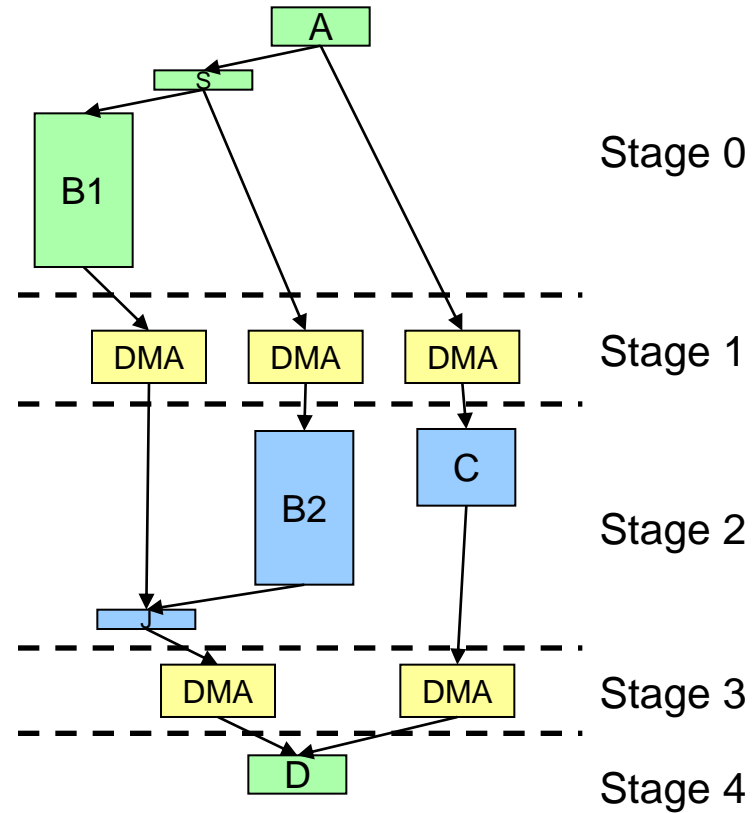 A
S
B1
Stage 0
DMA DMA DMA
Stage 1
C
B2
Stage 2
J
DMA DMA
Stage 3
D
Stage 4